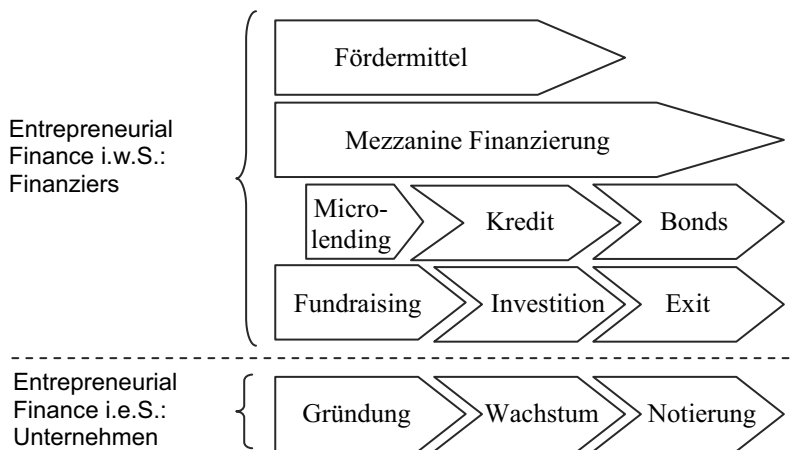 Fördermittel
Mezzanine Finanzierung
Entrepreneurial
Finance i.w.S.:
Finanziers
Micro-
lending
Kredit
Bonds
Fundraising
Investition
Exit
Entrepreneurial
Finance i.e.S.:
Unternehmen
Gründung
Wachstum
Notierung